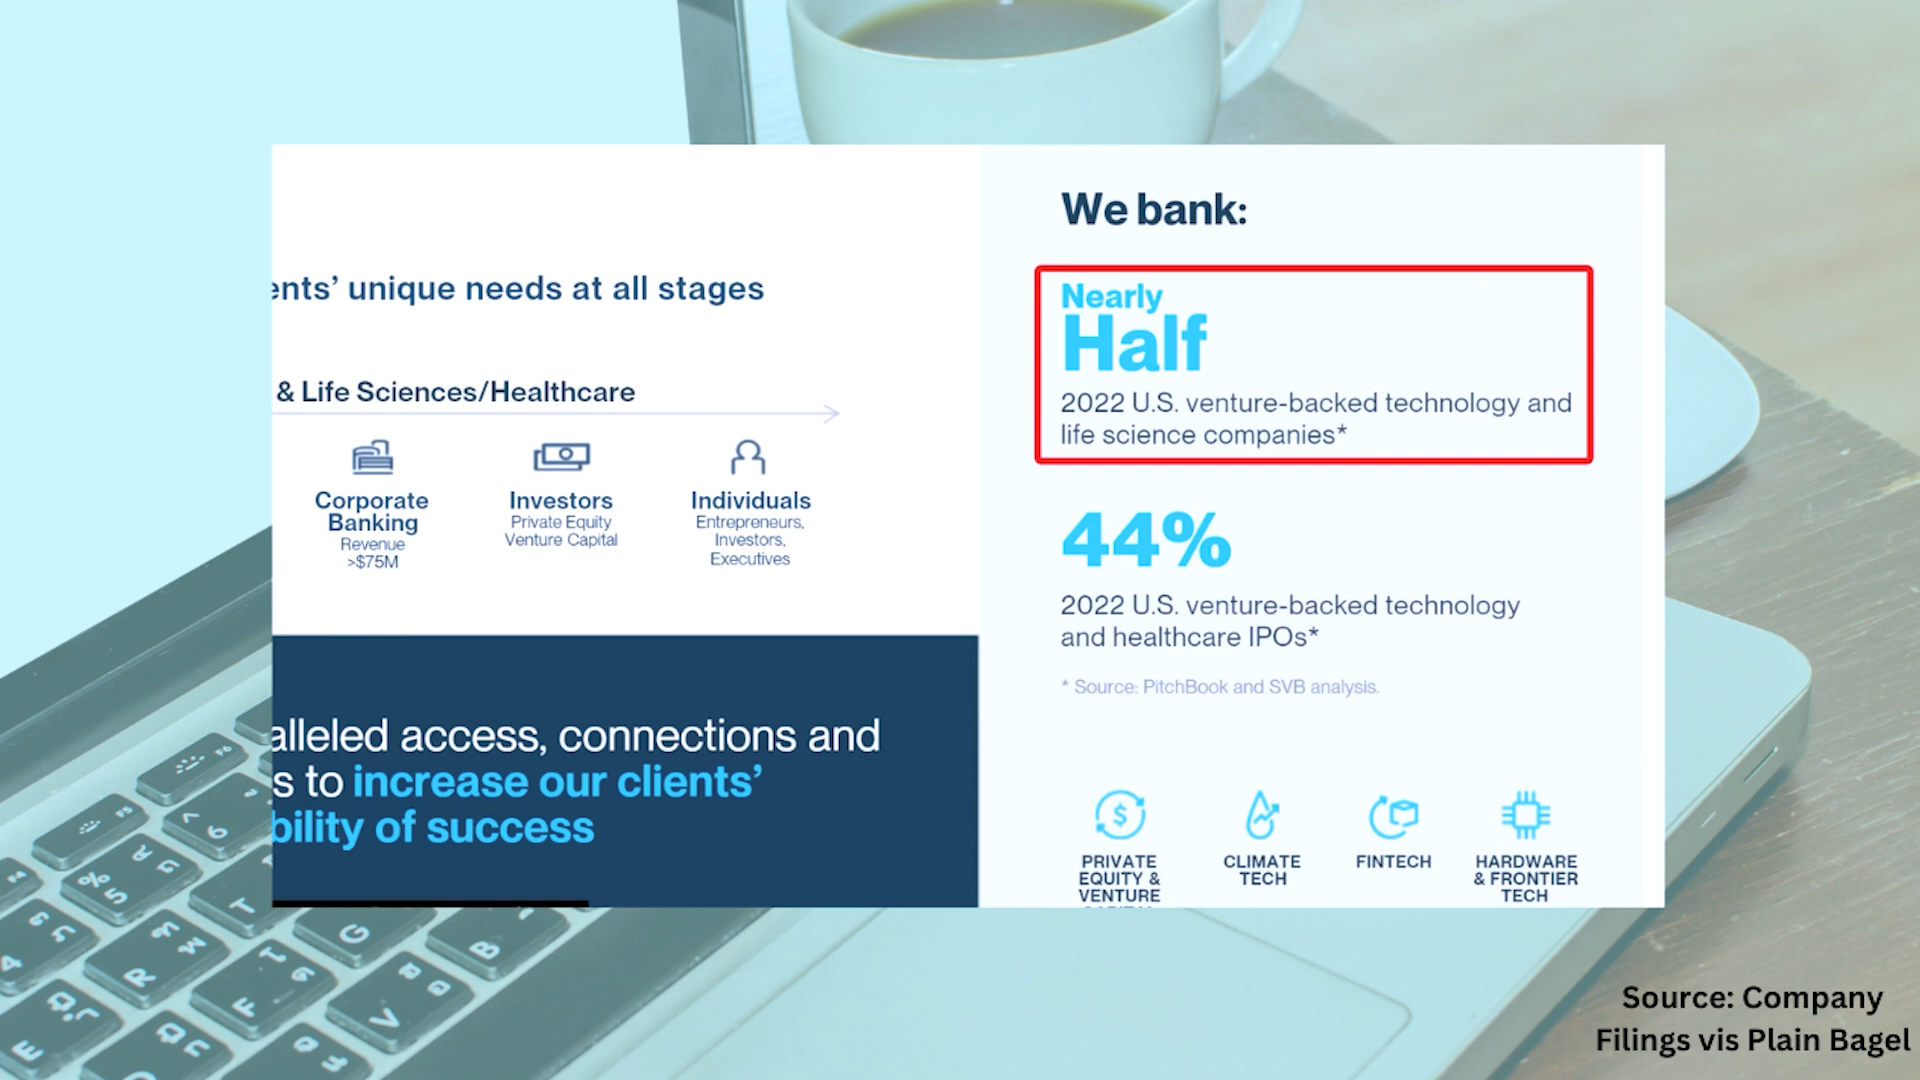 ents' unique needs at all stages
& Life Sciences/Healthcare
Corporate
Banking
Revenue
>$75M
Investors
Private Equity
Venture Capital
Individuals
Entrepreneurs,
Investors,
Executives
alleled access, connections and
s to increase our clients'
bility of success
We bank:
Nearly
Half
2022 U.S. venture-backed technology and
life science companies*
44%
2022 U.S. venture-backed technology
and healthcare IPOs*
* Source: PitchBook and SVB analysis.
PRIVATE
EQUITY &
VENTURE
CLIMATE
TECH
FINTECH
HARDWARE
& FRONTIER
TECH
Source: Company
Filings vis Plain Bagel